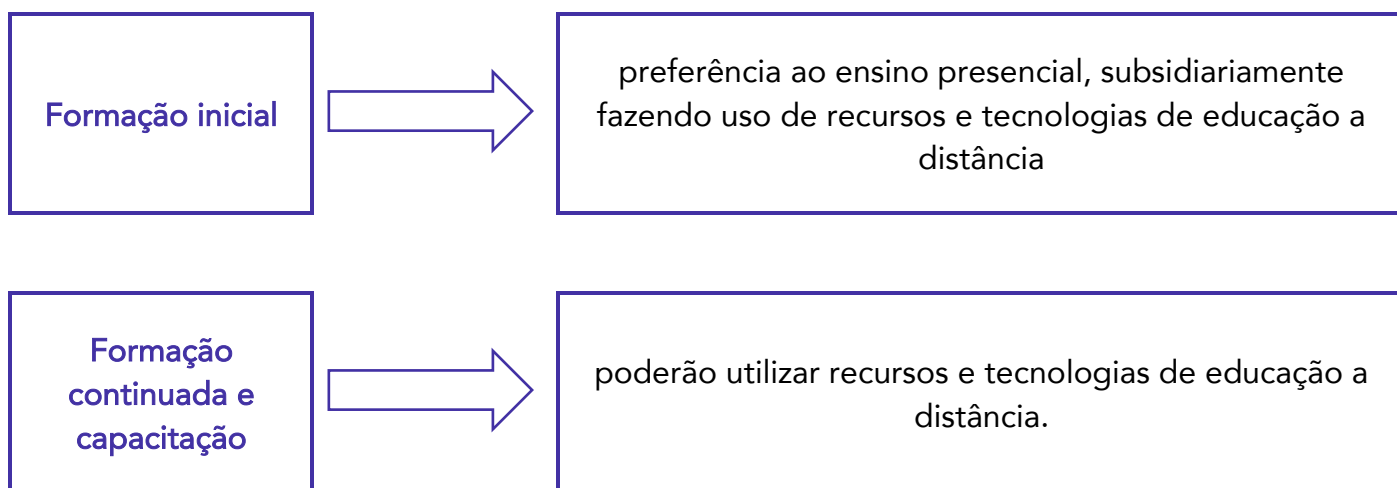 Formação inicial
preferência ao ensino presencial, subsidiariamente
fazendo uso de recursos e tecnologias de educação a
distância
Formação
continuada e
capacitação
poderão utilizar recursos e tecnologias de educação a
distância.